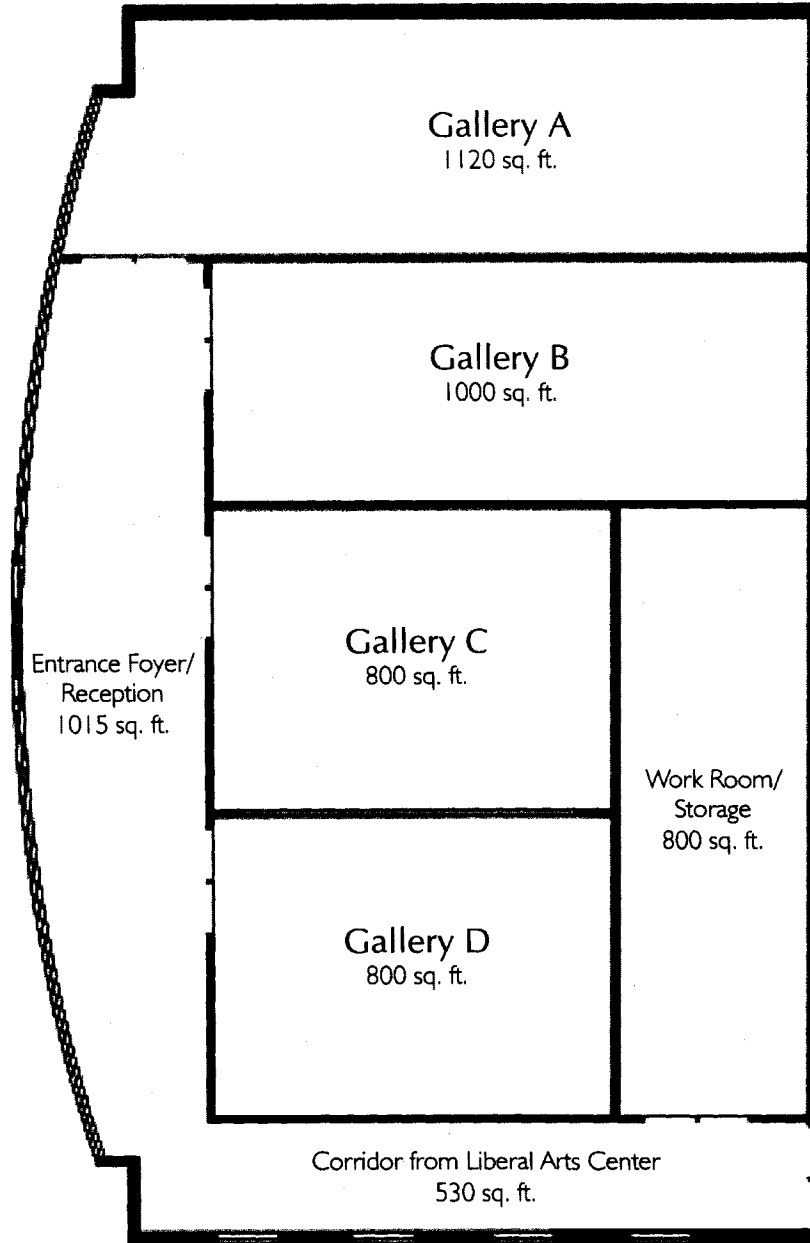 Gallery A
1120 sq. ft.
Gallery B
1000 sq. ft.
Gallery C
800 sq. ft.
Entrance Foyer/
Reception
1015 sq. ft.
Work Room/
Storage
800 sq. ft.
Gallery D
800 sq. ft.
Corridor from Liberal Arts Center
530 sq. ft.